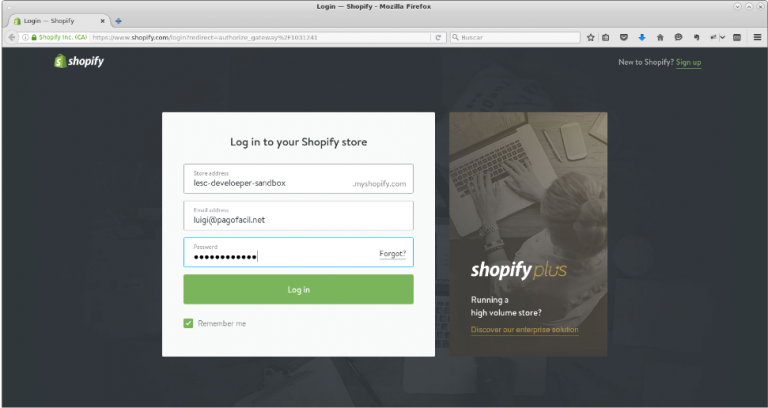 Login — Shopify - Mozilla Firefox
Login — Shopify
Shopify Inc. (CA)
https://www.shopify.com/login?redirect=authorize_gateway%2F1031241
Buscar
shopify
New to Shopify? Sign up
Log in to your Shopify store
Store address
lesc-develoeper-sandbox
.myshopify.com
Email address
luigi@pagofacil.net
Password
••••••••••••
Forgot?
Log in
Remember me
shopify plus
Running a
high volume store?
Discover our enterprise solution